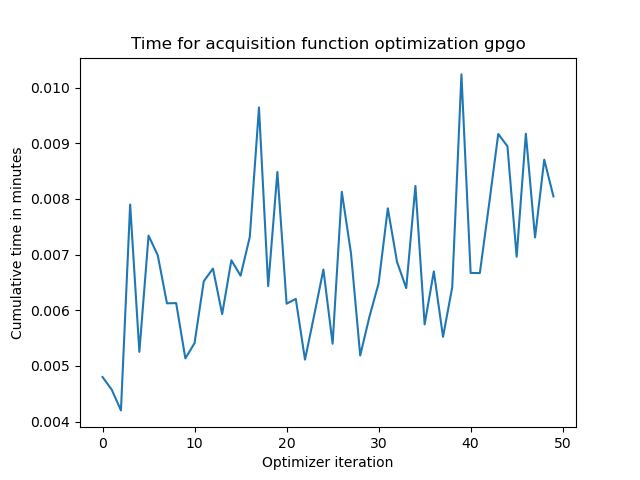 Time for acquisition function optimization gpgo
0.010
0.009
0.008
0.007
0.006
0.005
0.004
Cumulative time in minutes
0 10 20 30 40 50
Optimizer iteration